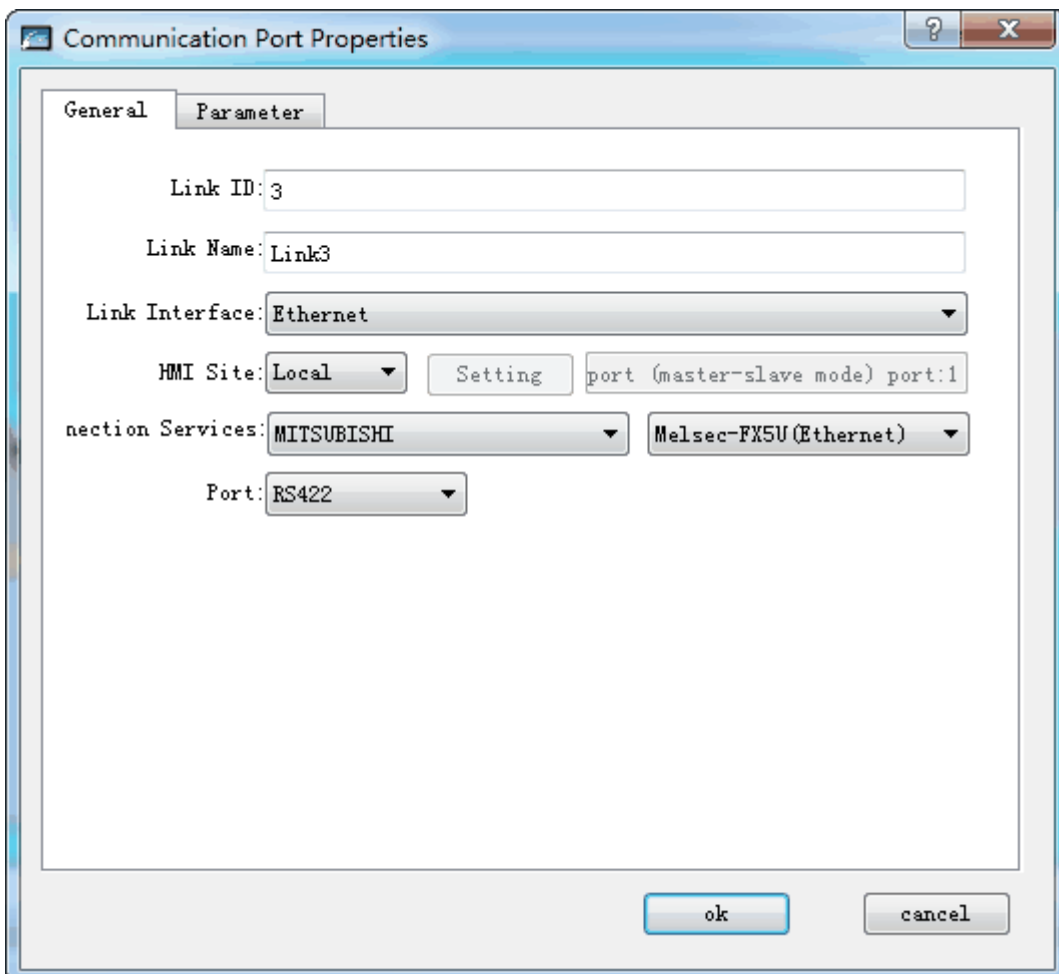 Communication Port Properties
General Parameter
Link ID: 3
Link Name: Link3
Link Interface: Ethernet
HMI Site: Local Setting port (master-slave mode) port:1
nection Services: MITSUBISHI Melsec-FX5U(Ethernet)
Port: RS422
ok cancel